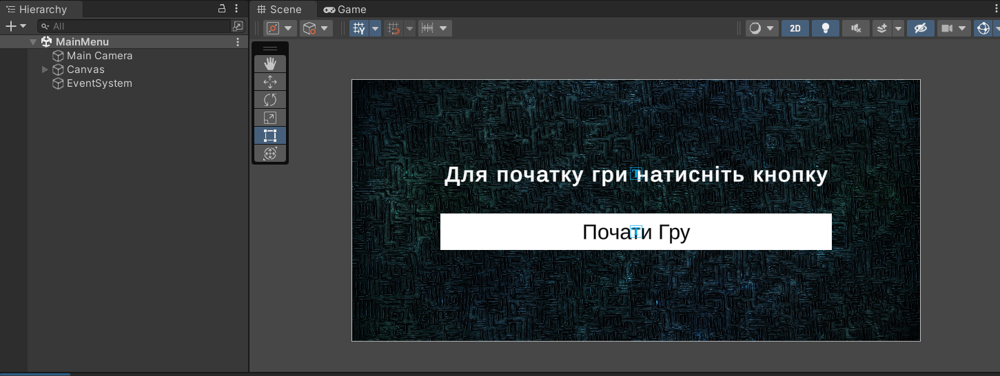 Hierarchy
All
MainMenu
Main Camera
Canvas
EventSystem
Scene
Game
2D
Для початку гри натисніть кнопку
Почати Гру